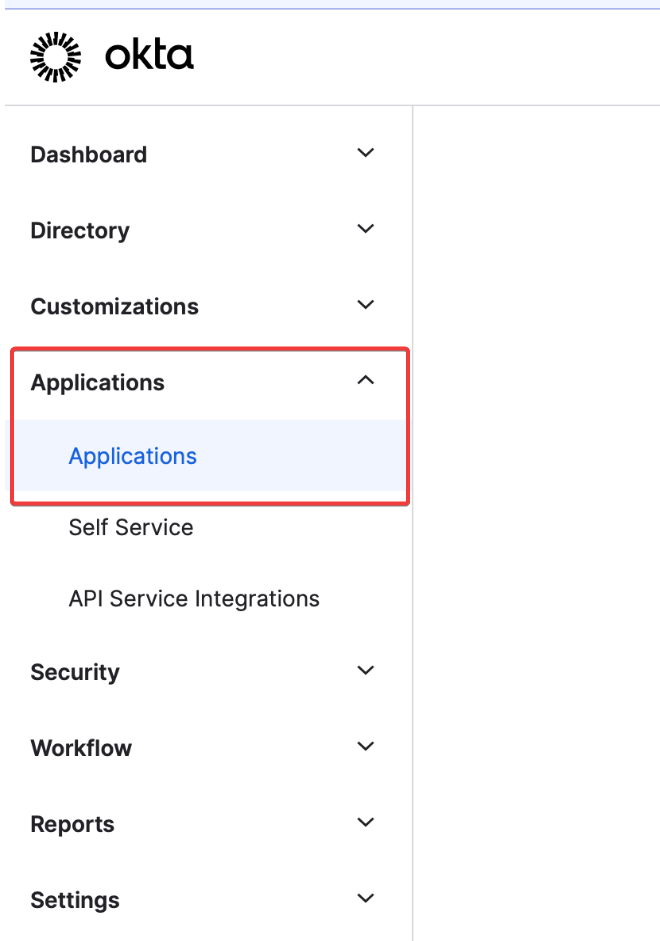 okta
Dashboard
Directory
Customizations
Applications
Applications
Self Service
API Service Integrations
Security
Workflow
Reports
Settings